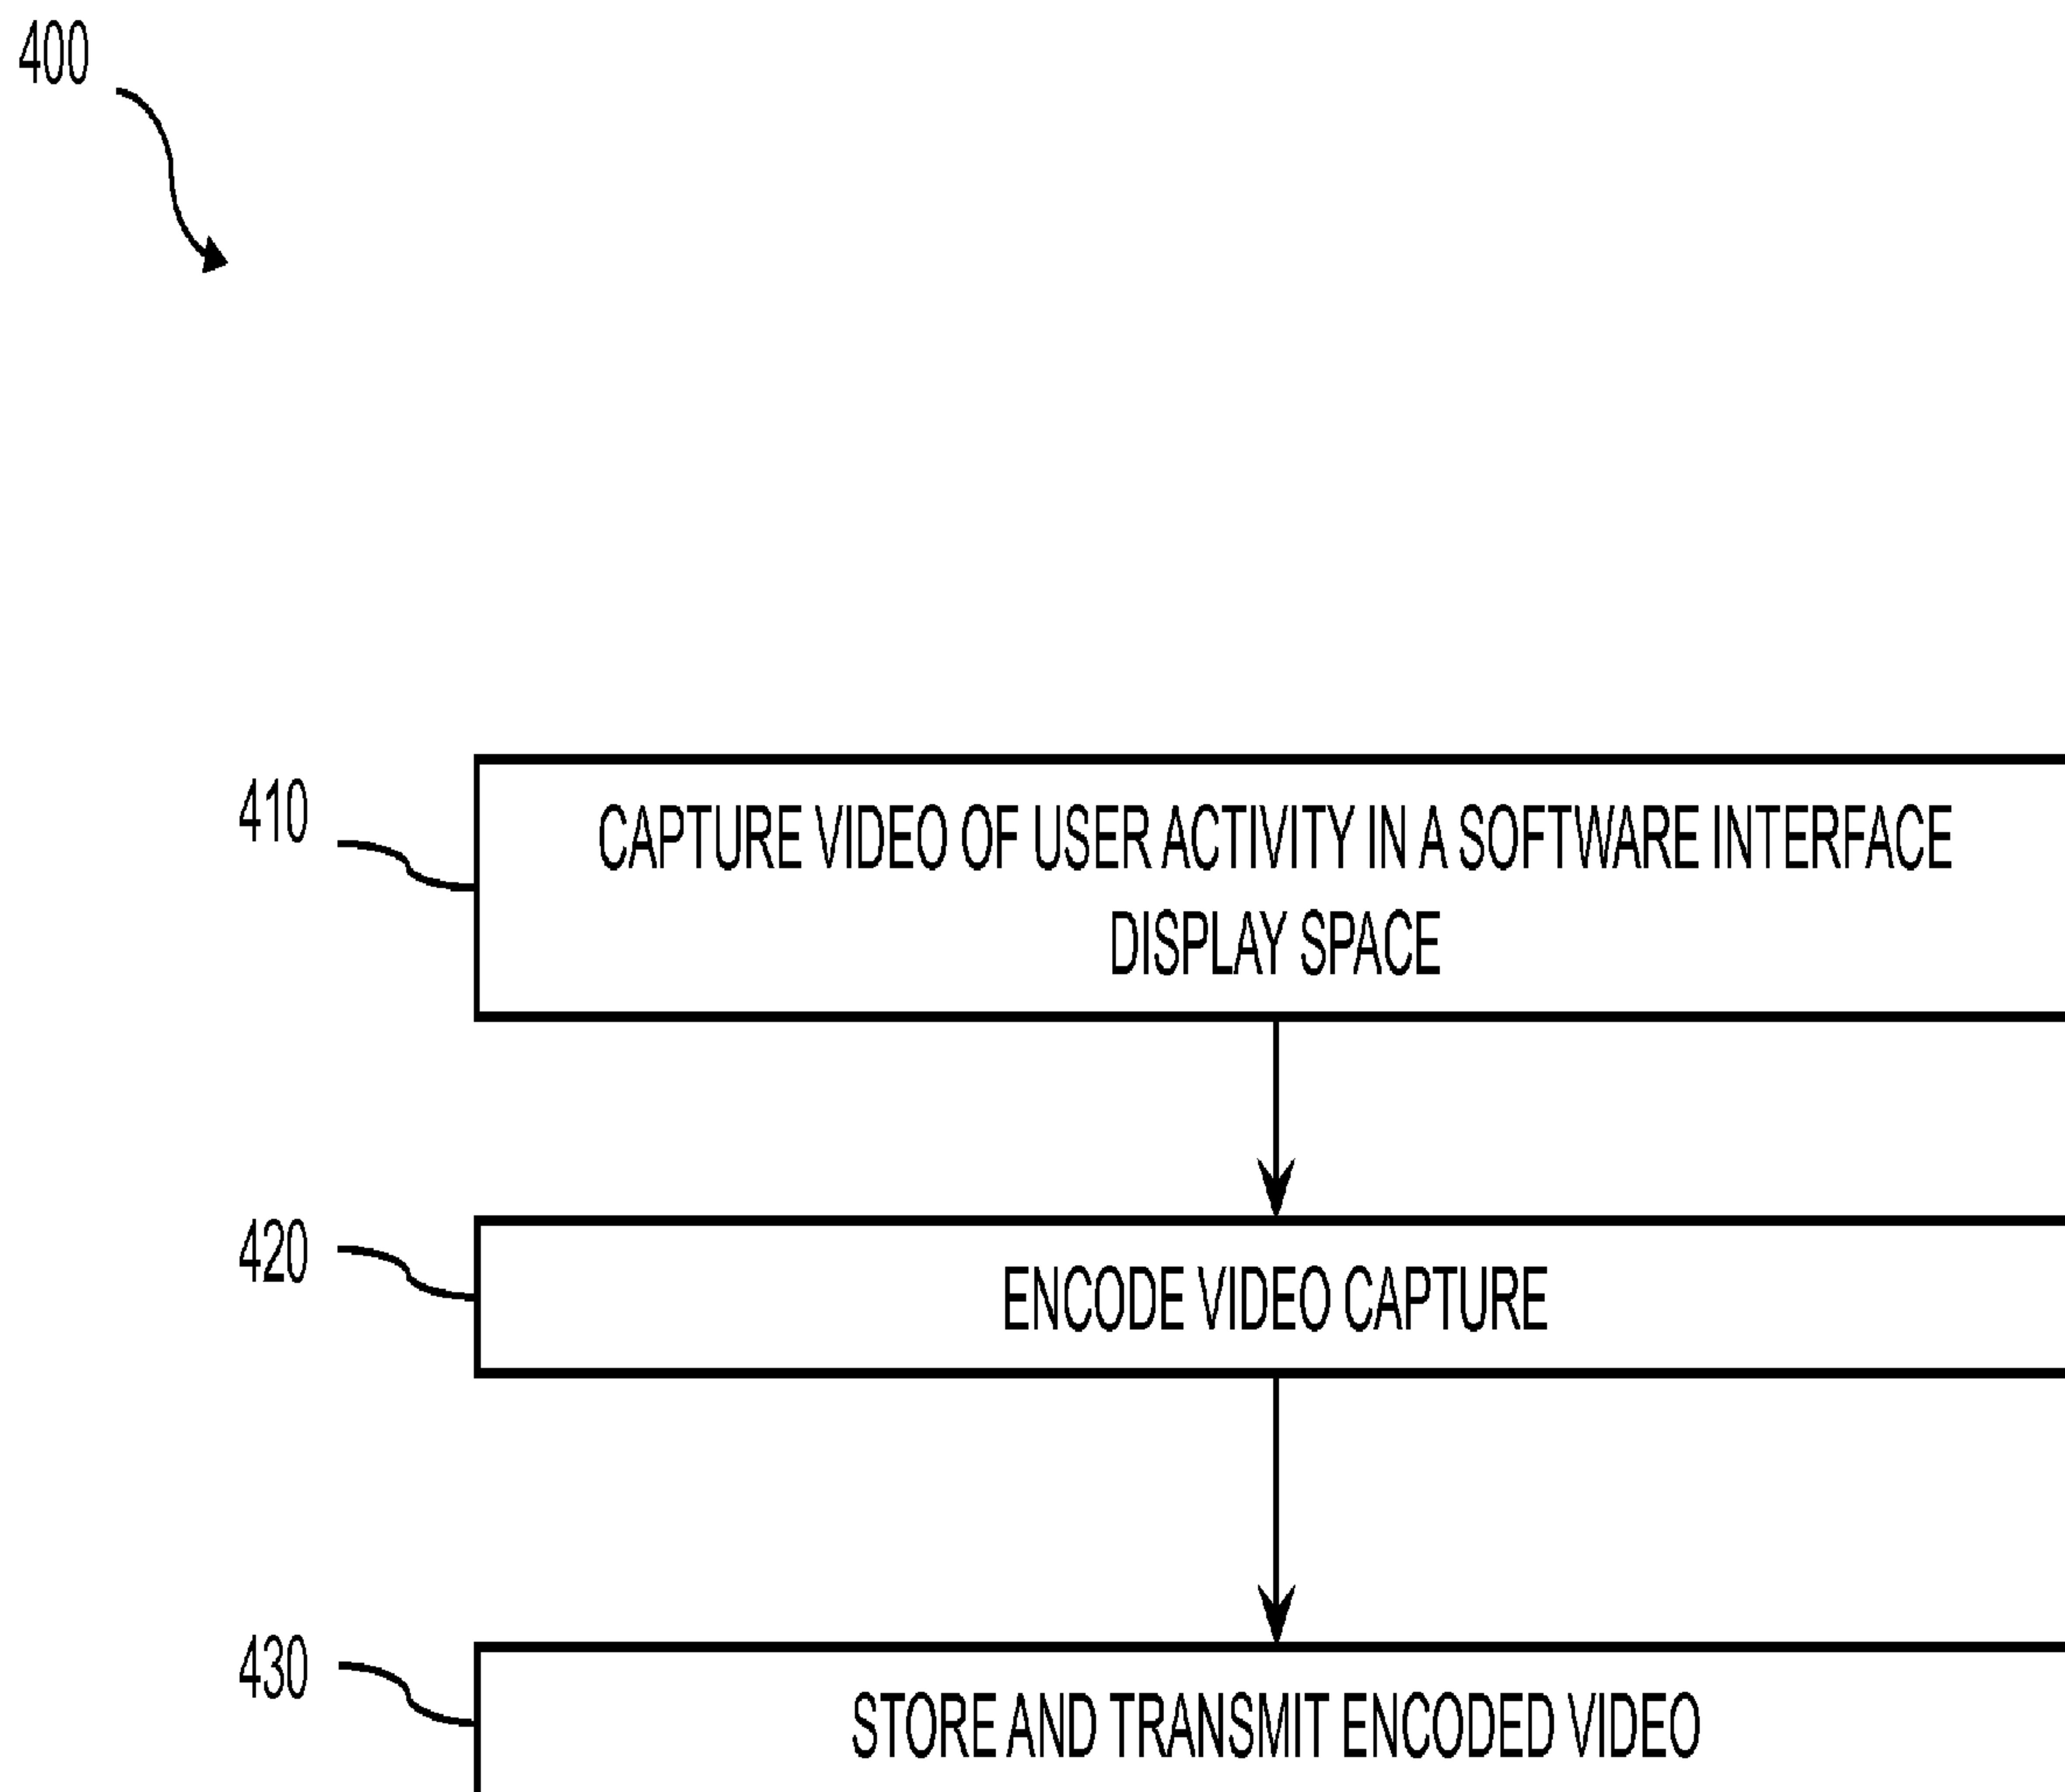 400
410
CAPTURE VIDEO OF USER ACTIVITY IN A SOFTWARE INTERFACE
DISPLAY SPACE
420
ENCODE VIDEO CAPTURE
430
STORE AND TRANSMIT ENCODED VIDEO